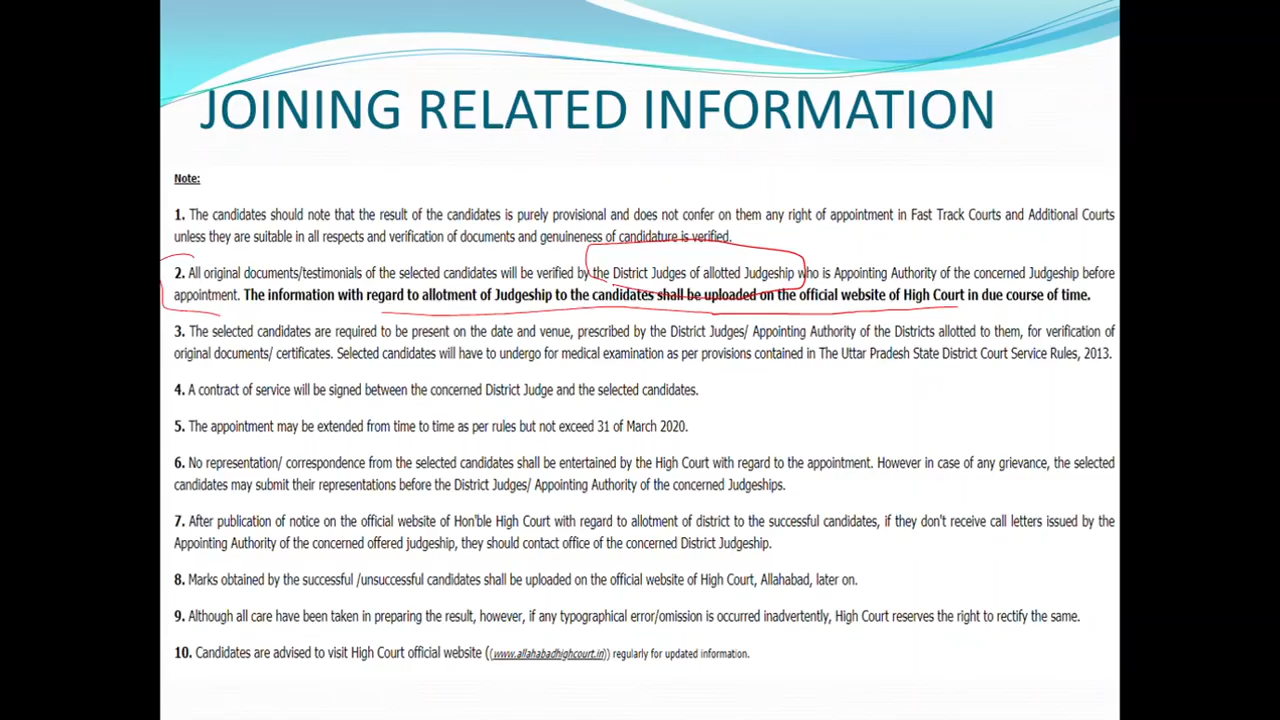 JOINING RELATED INFORMATION
Note:
1. The candidates should note that the result of the candidates is purely provisional and does not confer on them any right of appointment in Fast Track Courts and Additional Courts
unless they are suitable in all respects and verification of documents and genuineness of candidature is verified.
2. All original documents/testimonials of the selected candidates will be verified by the District Judges of allotted Judgeship who is Appointing Authority of the concerned Judgeship before
appointment. The information with regard to allotment of Judgeship to the candidates shall be uploaded on the official website of High Court in due course of time.
3. The selected candidates are required to be present on the date and venue, prescribed by the District Judges/ Appointing Authority of the Districts allotted to them, for verification of
original documents/ certificates. Selected candidates will have to undergo for medical examination as per provisions contained in The Uttar Pradesh State District Court Service Rules, 2013.
4. A contract of service will be signed between the concerned District Judge and the selected candidates.
5. The appointment may be extended from time to time as per rules but not exceed 31 of March 2020.
6. No representation/ correspondence from the selected candidates shall be entertained by the High Court with regard to the appointment. However in case of any grievance, the selected
candidates may submit their representations before the District Judges/ Appointing Authority of the concerned Judgeships.
7. After publication of notice on the official website of Hon'ble High Court with regard to allotment of district to the successful candidates, if they don't receive call letters issued by the
Appointing Authority of the concerned offered judgeship, they should contact office of the concerned District Judgeship.
8. Marks obtained by the successful /unsuccessful candidates shall be uploaded on the official website of High Court, Allahabad, later on.
9. Although all care have been taken in preparing the result, however, if any typographical error/omission is occurred inadvertently, High Court reserves the right to rectify the same.
10. Candidates are advised to visit High Court official website ((www.allahabadhighcourt.in)) regularly for updated information.